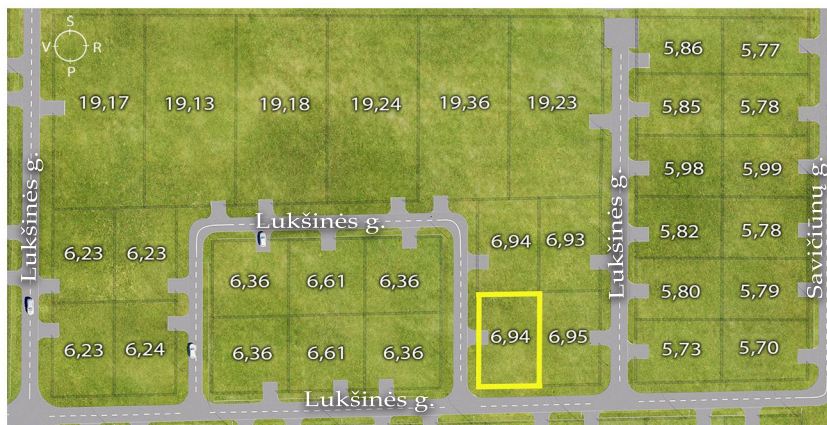 S
V R
P
19,17 19,13 19,18 19,24 19,36 19,23
5,86 5,77
5,85 5,78
5,98 5,99
5,82 5,78
5,80 5,79
5,73 5,70
Lukšinės g.
Lukšinės g.
Lukšinės g.
Savičiūnų g.
6,23 6,23
6,23 6,24
6,36 6,61 6,36
6,36 6,61 6,36
6,94 6,93
6,94 6,95
Lukšinės g.